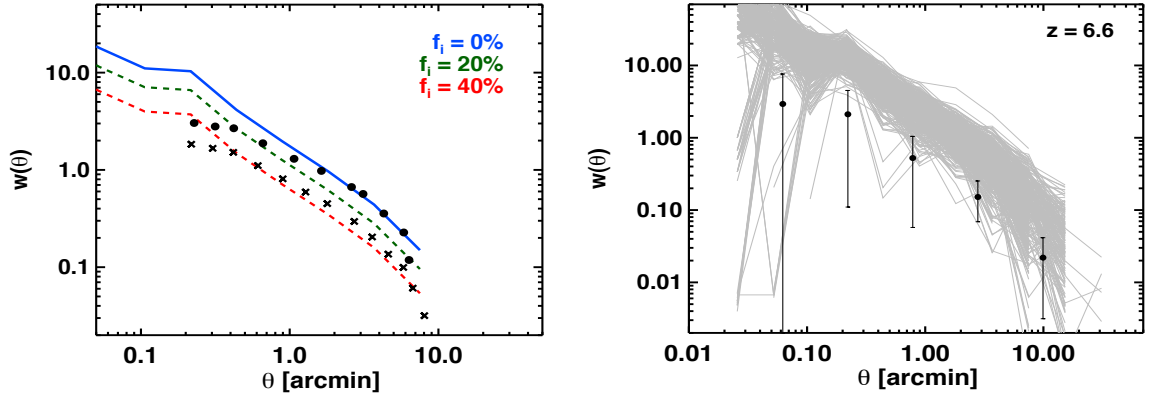 w(θ)
10.0
1.0
0.1
f_i = 0%
f_i = 20%
f_i = 40%
0.1 1.0 10.0
θ [arcmin]
w(θ)
10.00
1.00
0.10
0.01
z = 6.6
0.01 0.10 1.00 10.00
θ [arcmin]